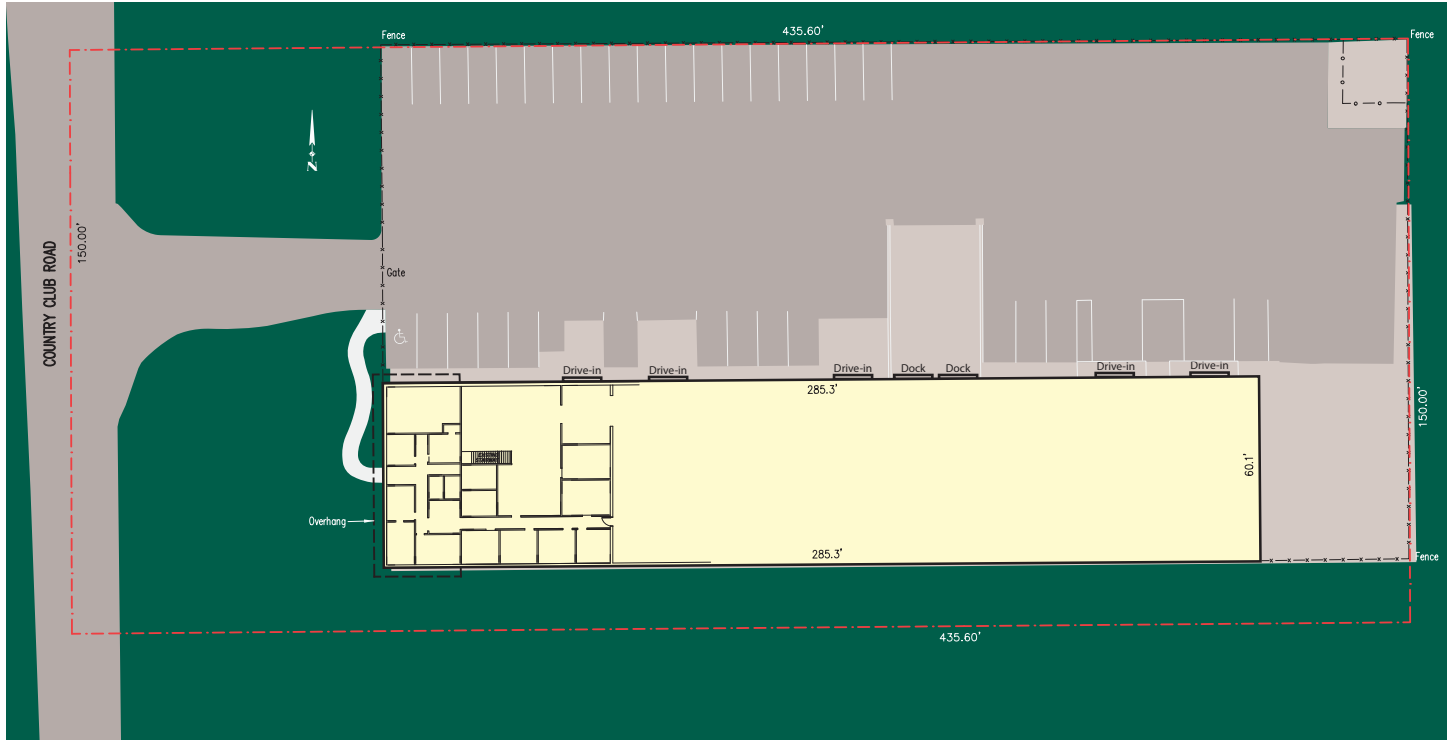 435.60'
Fence
Fence
N
COUNTRY CLUB ROAD
150.00'
Gate
Drive-in
Drive-in
Drive-in
Dock
Dock
Drive-in
Drive-in
285.3'
150.00'
60.1'
Overhang
285.3'
Fence
435.60'